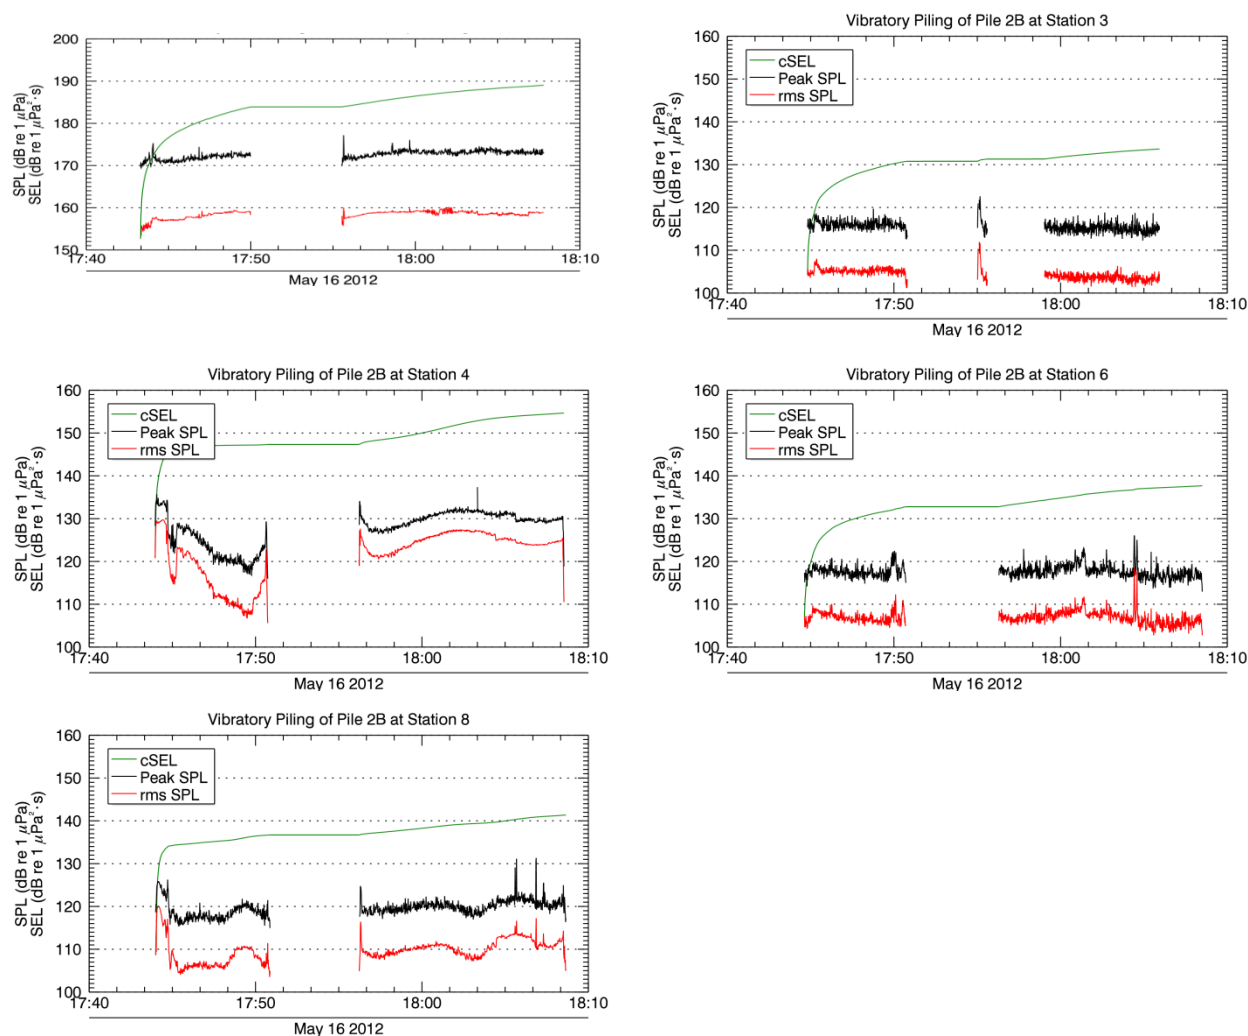 200
190
180
170
160
150
SPL (dB re 1 μPa)
SEL (dB re 1 μPa²·s)
17:40
17:50
18:00
18:10
May 16 2012
Vibratory Piling of Pile 2B at Station 3
160
150
140
130
120
110
100
SPL (dB re 1 μPa)
SEL (dB re 1 μPa²·s)
cSEL
Peak SPL
rms SPL
17:40
17:50
18:00
18:10
May 16 2012
Vibratory Piling of Pile 2B at Station 4
160
150
140
130
120
110
100
SPL (dB re 1 μPa)
SEL (dB re 1 μPa²·s)
cSEL
Peak SPL
rms SPL
17:40
17:50
18:00
18:10
May 16 2012
Vibratory Piling of Pile 2B at Station 6
160
150
140
130
120
110
100
SPL (dB re 1 μPa)
SEL (dB re 1 μPa²·s)
cSEL
Peak SPL
rms SPL
17:40
17:50
18:00
18:10
May 16 2012
Vibratory Piling of Pile 2B at Station 8
160
150
140
130
120
110
100
SPL (dB re 1 μPa)
SEL (dB re 1 μPa²·s)
cSEL
Peak SPL
rms SPL
17:40
17:50
18:00
18:10
May 16 2012